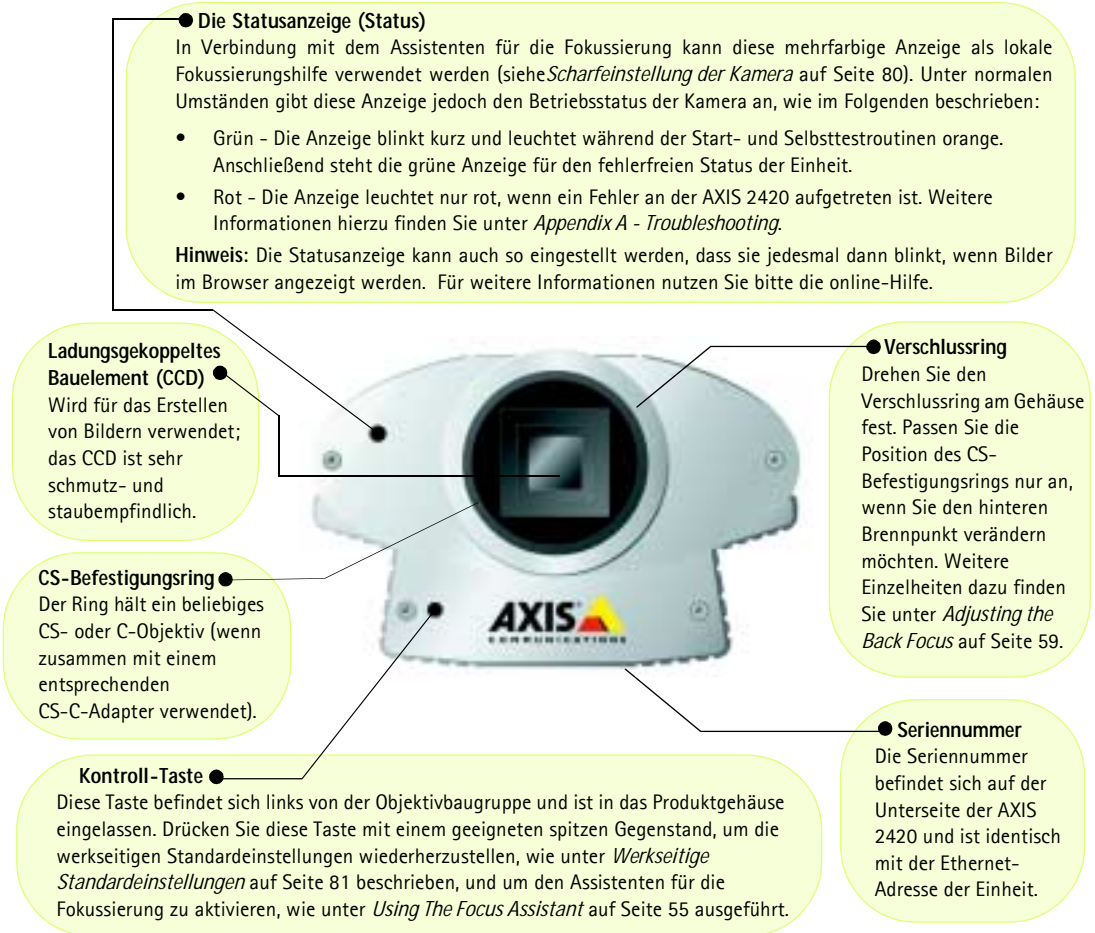 Die Statusanzeige (Status)
In Verbindung mit dem Assistenten für die Fokussierung kann diese mehrfarbige Anzeige als lokale
Fokussierungshilfe verwendet werden (sieheScharfeinstellung der Kamera auf Seite 80). Unter normalen
Umständen gibt diese Anzeige jedoch den Betriebsstatus der Kamera an, wie im Folgenden beschrieben:
• Grün - Die Anzeige blinkt kurz und leuchtet während der Start- und Selbsttestroutinen orange.
Anschließend steht die grüne Anzeige für den fehlerfreien Status der Einheit.
• Rot - Die Anzeige leuchtet nur rot, wenn ein Fehler an der AXIS 2420 aufgetreten ist. Weitere
Informationen hierzu finden Sie unter Appendix A - Troubleshooting.
Hinweis: Die Statusanzeige kann auch so eingestellt werden, dass sie jedesmal dann blinkt, wenn Bilder
im Browser angezeigt werden. Für weitere Informationen nutzen Sie bitte die online-Hilfe.
Ladungsgekoppeltes
Bauelement (CCD)
Wird für das Erstellen
von Bildern verwendet;
das CCD ist sehr
schmutz- und
staubempfindlich.
CS-Befestigungsring
Der Ring hält ein beliebiges
CS- oder C-Objektiv (wenn
zusammen mit einem
entsprechenden
CS-C-Adapter verwendet).
AXIS
COMMUNICATIONS
Verschlussring
Drehen Sie den
Verschlussring am Gehäuse
fest. Passen Sie die
Position des CS-
Befestigungsrings nur an,
wenn Sie den hinteren
Brennpunkt verändern
möchten. Weitere
Einzelheiten dazu finden
Sie unter Adjusting the
Back Focus auf Seite 59.
Seriennummer
Die Seriennummer
befindet sich auf der
Unterseite der AXIS
2420 und ist identisch
mit der Ethernet-
Adresse der Einheit.
Kontroll-Taste
Diese Taste befindet sich links von der Objektivbaugruppe und ist in das Produktgehäuse
eingelassen. Drücken Sie diese Taste mit einem geeigneten spitzen Gegenstand, um die
werkseitigen Standardeinstellungen wiederherzustellen, wie unter Werkseitige
Standardeinstellungen auf Seite 81 beschrieben, und um den Assistenten für die
Fokussierung zu aktivieren, wie unter Using The Focus Assistant auf Seite 55 ausgeführt.